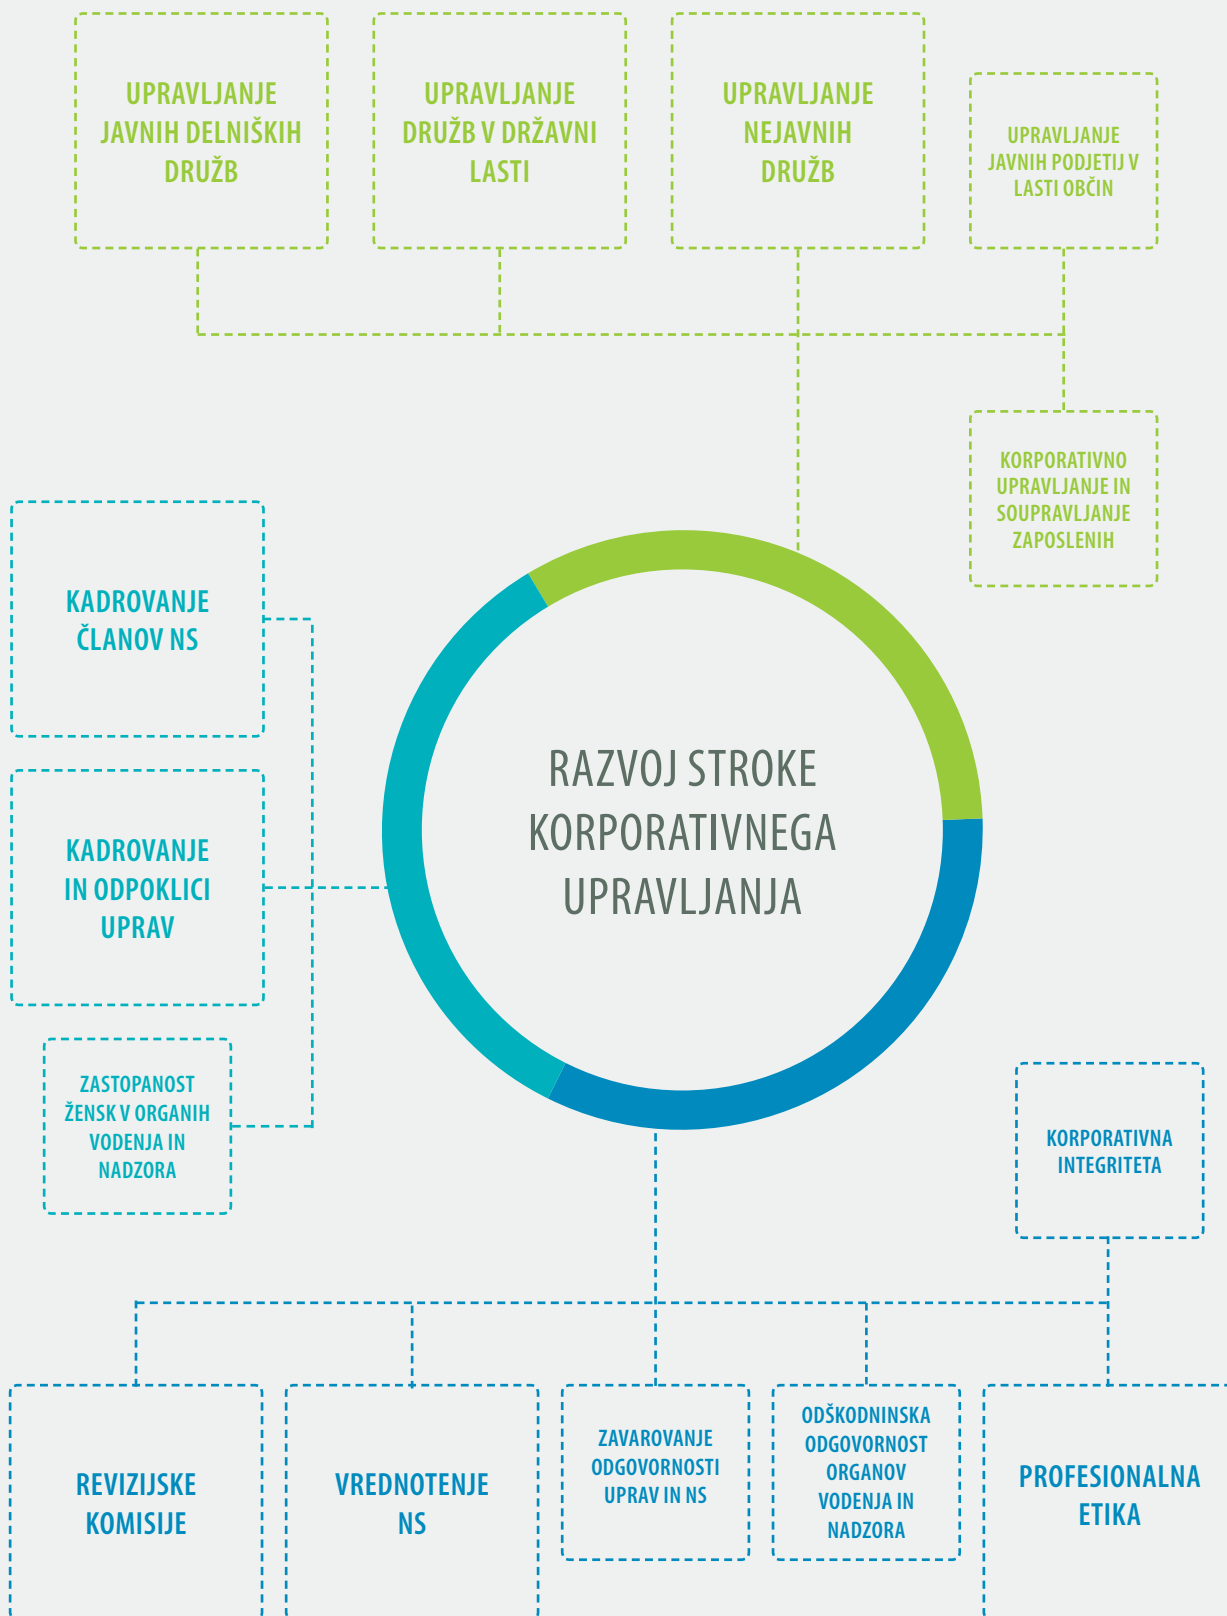 UPRAVLJANJE
JAVNIH DELNIŠKIH
DRUŽB
UPRAVLJANJE
DRUŽB V DRŽAVNI
LASTI
UPRAVLJANJE
NEJAVNIH
DRUŽB
UPRAVLJANJE
JAVNIH PODJETIJ V
LASTI OBČIN
KORPORATIVNO
UPRAVLJANJE IN
SOUPRAVLJANJE
ZAPOSLENIH
KADROVANJE
ČLANOV NS
KADROVANJE
IN ODPOKLICI
UPRAV
ZASTOPANOST
ŽENSK V ORGANIH
VODENJA IN
NADZORA
RAZVOJ STROKE
KORPORATIVNEGA
UPRAVLJANJA
KORPORATIVNA
INTEGRITETA
REVIZIJSKE
KOMISIJE
VREDNOTENJE
NS
ZAVAROVANJE
ODGOVORNOSTI
UPRAV IN NS
ODŠKODNINSKA
ODGOVORNOST
ORGANOV
VODENJA IN
NADZORA
PROFESIONALNA
ETIKA